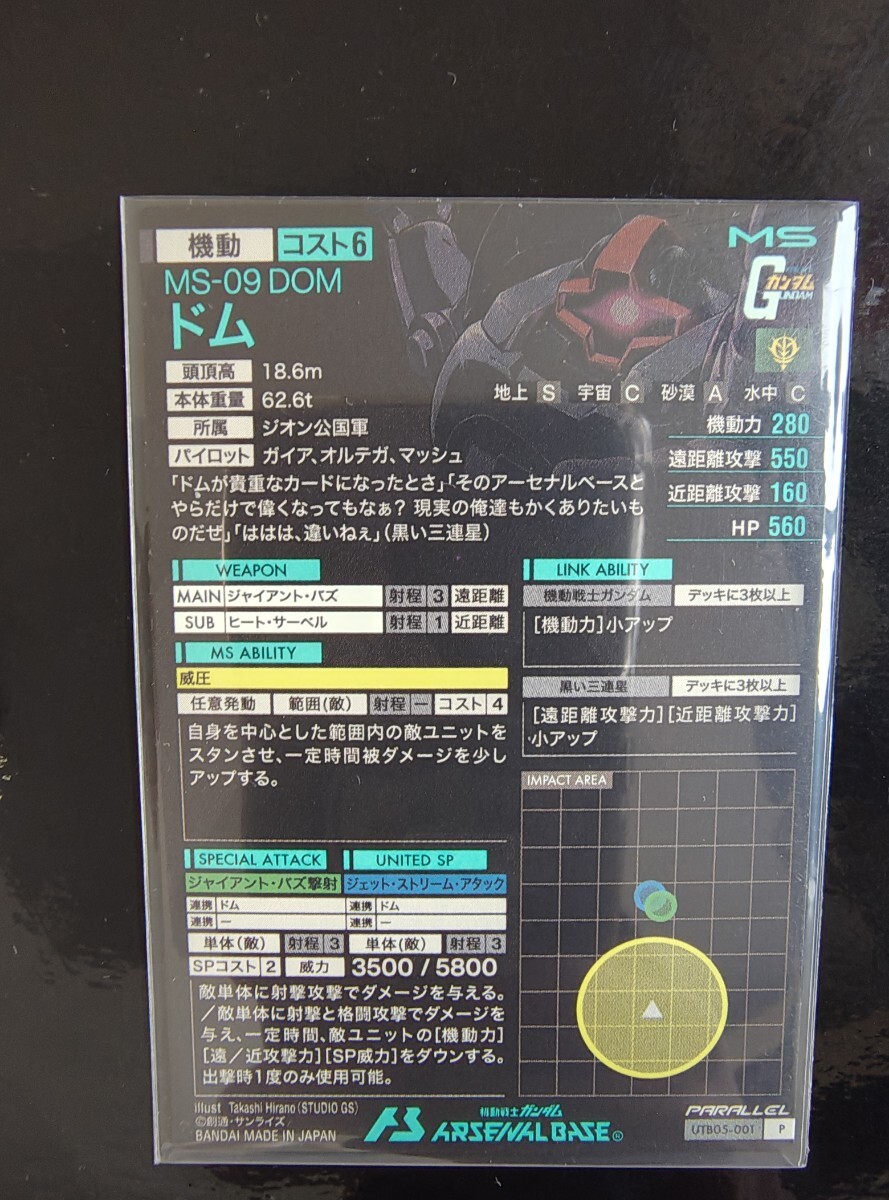 機動 コスト6
MS
MS-09 DOM
ガンダム
GUNDAM
ドム
頭頂高 18.6m
本体重量 62.6t
所属 ジオン公国軍
パイロット ガイア、オルテガ、マッシュ
地上 S 宇宙 C 砂漠 A 水中 C
機動力 280
遠距離攻撃 550
近距離攻撃 160
HP 560
「ドムが貴重なカードになったとさ」「そのアーセナルベースと
やらだけで偉くなってもなぁ? 現実の俺達もかくありたいも
のだぜ」「ははは、違いねぇ」(黒い三連星)
WEAPON
MAIN ジャイアント・バズ 射程 3 遠距離
SUB ヒート・サーベル 射程 1 近距離
MS ABILITY
威圧
任意発動 範囲(敵) 射程 ー コスト 4
自身を中心とした範囲内の敵ユニットを
スタンさせ、一定時間被ダメージを少し
アップする。
LINK ABILITY
機動戦士ガンダム デッキに3枚以上
[機動力]小アップ
黒い三連星 デッキに3枚以上
[遠距離攻撃力][近距離攻撃力]
小アップ
IMPACT AREA
SPECIAL ATTACK UNITED SP
ジャイアント・バズ撃射 ジェット・ストリーム・アタック
連携 ドム 連携 ドム
連携 ー 連携 ー
単体(敵) 射程 3 単体(敵) 射程 3
SPコスト 2 威力 3500 / 5800
敵単体に射撃攻撃でダメージを与える。
/敵単体に射撃と格闘攻撃でダメージを
与え、一定時間、敵ユニットの[機動力]
[遠/近攻撃力][SP威力]をダウンする。
出撃時1度のみ使用可能。
illust Takashi Hirano(STUDIO GS)
©創通・サンライズ
BANDAI MADE IN JAPAN
機動戦士ガンダム
AB ARSENAL BASE®
PARALLEL
UTB05-001 P